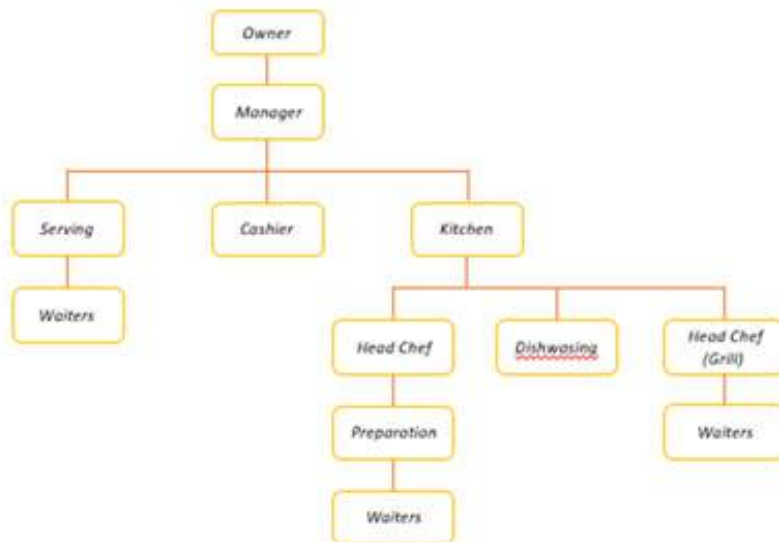 Owner
Manager
Serving
Cashier
Kitchen
Waiters
Head Chef
Dishwasing
Head Chef
(Grill)
Preparation
Waiters
Waiters